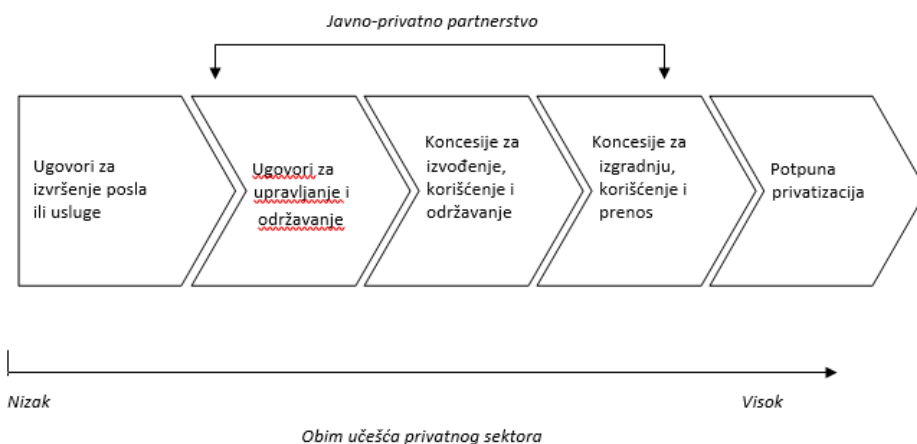 Javno-privatno partnerstvo
Ugovori za
izvršenje posla
ili usluge
Ugovori za
upravljanje i
održavanje
Koncesije za
izvođenje,
korišćenje i
održavanje
Koncesije za
izgradnju,
korišćenje i
prenos
Potpuna
privatizacija
Nizak
Visok
Obim učešća privatnog sektora